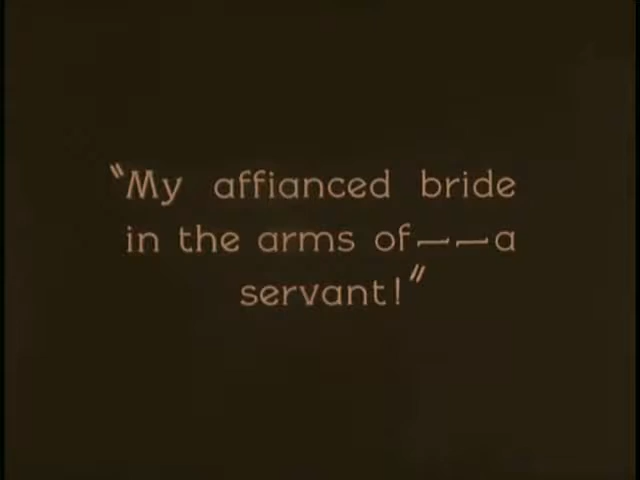 "My affianced bride
in the arms of——a
servant!"